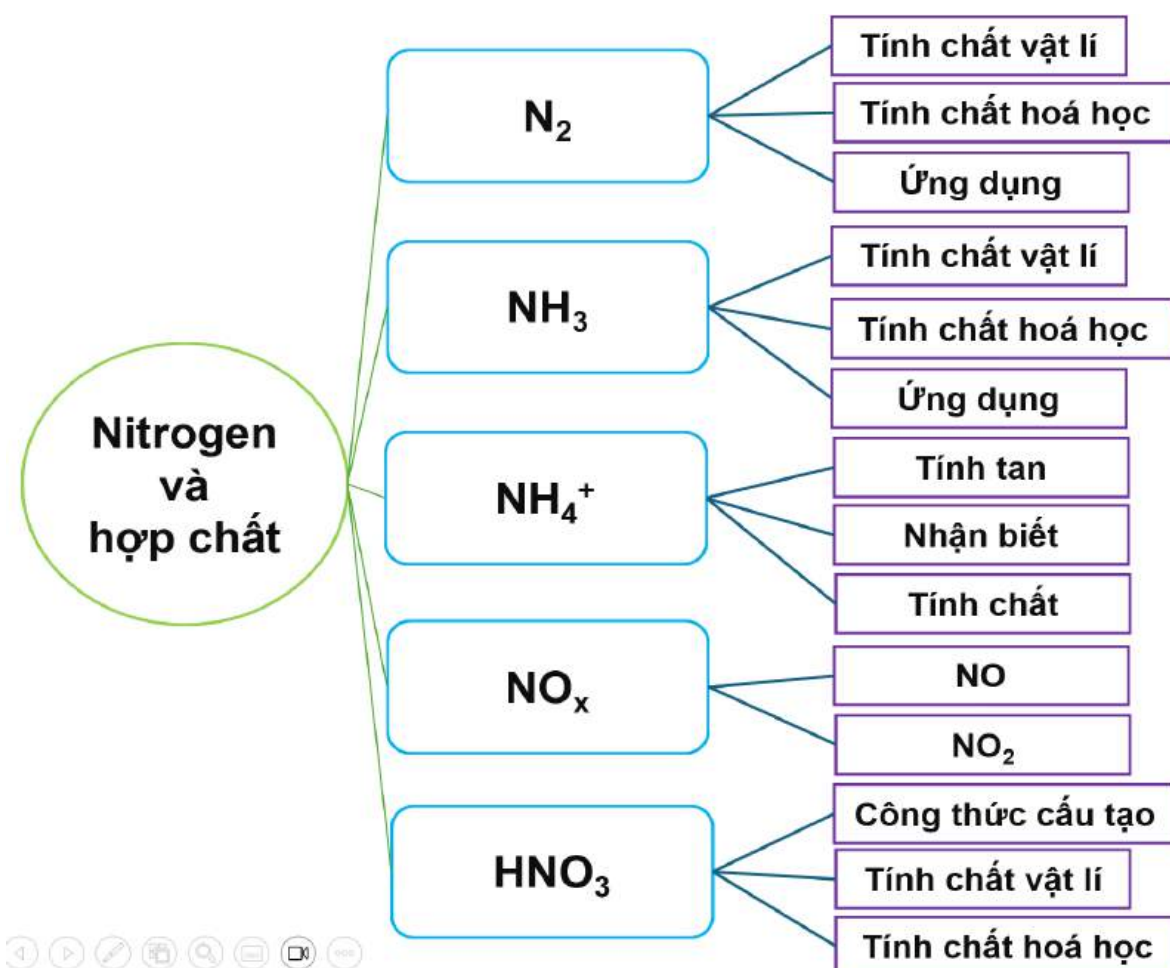 Nitrogen
và
hợp chất
N₂
Tính chất vật lí
Tính chất hoá học
Ứng dụng
NH₃
Tính chất vật lí
Tính chất hoá học
Ứng dụng
NH₄⁺
Tính tan
Nhận biết
Tính chất
NOₓ
NO
NO₂
HNO₃
Công thức cấu tạo
Tính chất vật lí
Tính chất hoá học